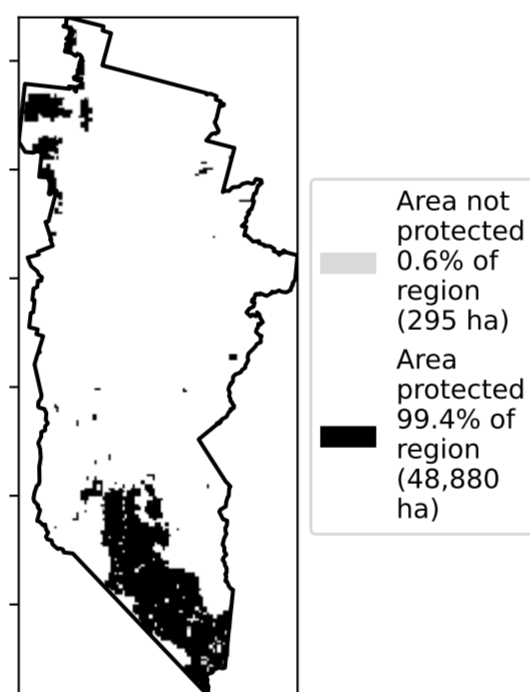 Area not
protected
0.6% of
region
(295 ha)
Area
protected
99.4% of
region
(48,880
ha)